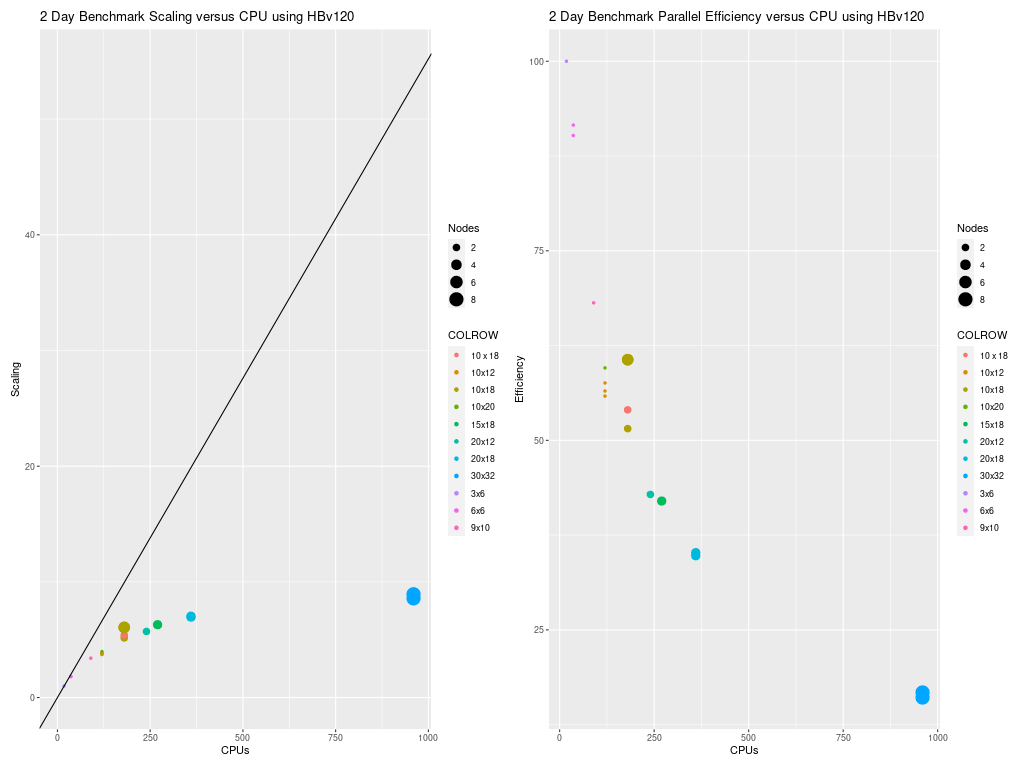 2 Day Benchmark Scaling versus CPU using HBv120
40
20
0
Scaling
0 250 500 750 1000
CPUs
Nodes
2
4
6
8
COLROW
10 x 18
10x12
10x18
10x20
15x18
20x12
20x18
30x32
3x6
6x6
9x10
2 Day Benchmark Parallel Efficiency versus CPU using HBv120
100
75
50
25
Efficiency
0 250 500 750 1000
CPUs
Nodes
2
4
6
8
COLROW
10 x 18
10x12
10x18
10x20
15x18
20x12
20x18
30x32
3x6
6x6
9x10